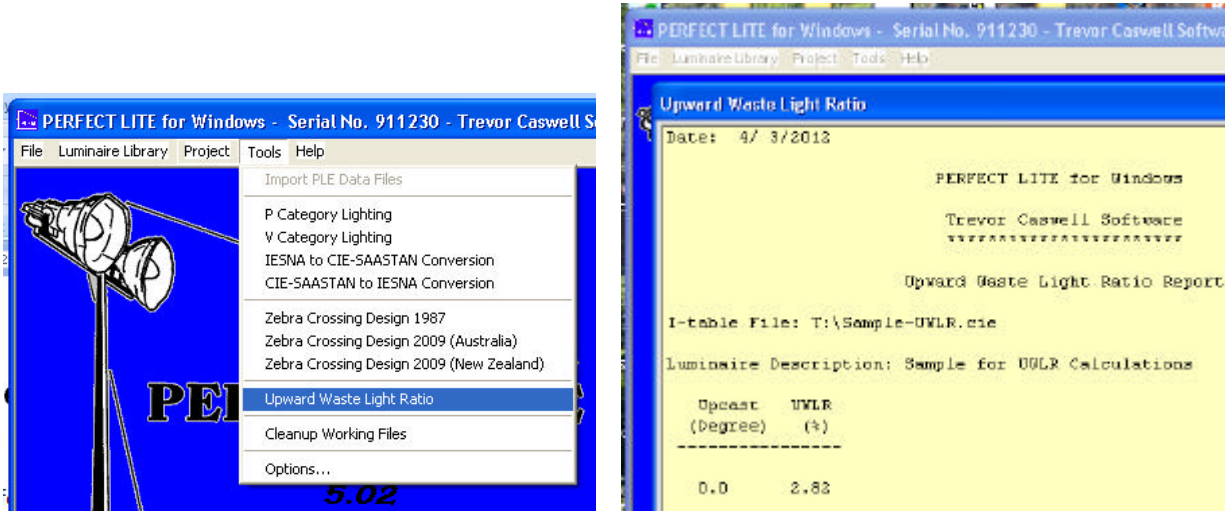 PERFECT LITE for Windows - Serial No. 911230 - Trevor Caswell S
File Luminaire Library Project Tools Help
Import PLE Data Files
P Category Lighting
V Category Lighting
IESNA to CIE-SAASTAN Conversion
CIE-SAASTAN to IESNA Conversion
Zebra Crossing Design 1987
Zebra Crossing Design 2009 (Australia)
Zebra Crossing Design 2009 (New Zealand)
Upward Waste Light Ratio
Cleanup Working Files
Options...
PE
5.02
PERFECT LITE for Windows - Serial No. 911230 - Trevor Caswell Softwa
File Luminaire Library Project Tools Help
Upward Waste Light Ratio
Date: 4/ 3/2012
PERFECT LITE for Windows
Trevor Caswell Software
***********************
Upward Waste Light Ratio Report
I-table File: T:\Sample-UWLR.cie
Luminaire Description: Sample for UWLR Calculations
Upcast UWLR
(Degree) (%)
-----------------
0.0 2.82